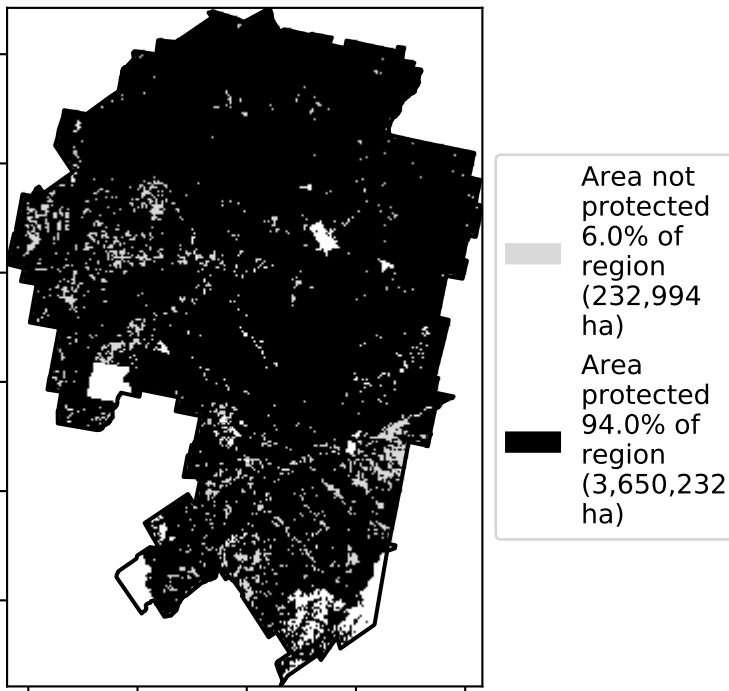 Area not
protected
6.0% of
region
(232,994
ha)
Area
protected
94.0% of
region
(3,650,232
ha)